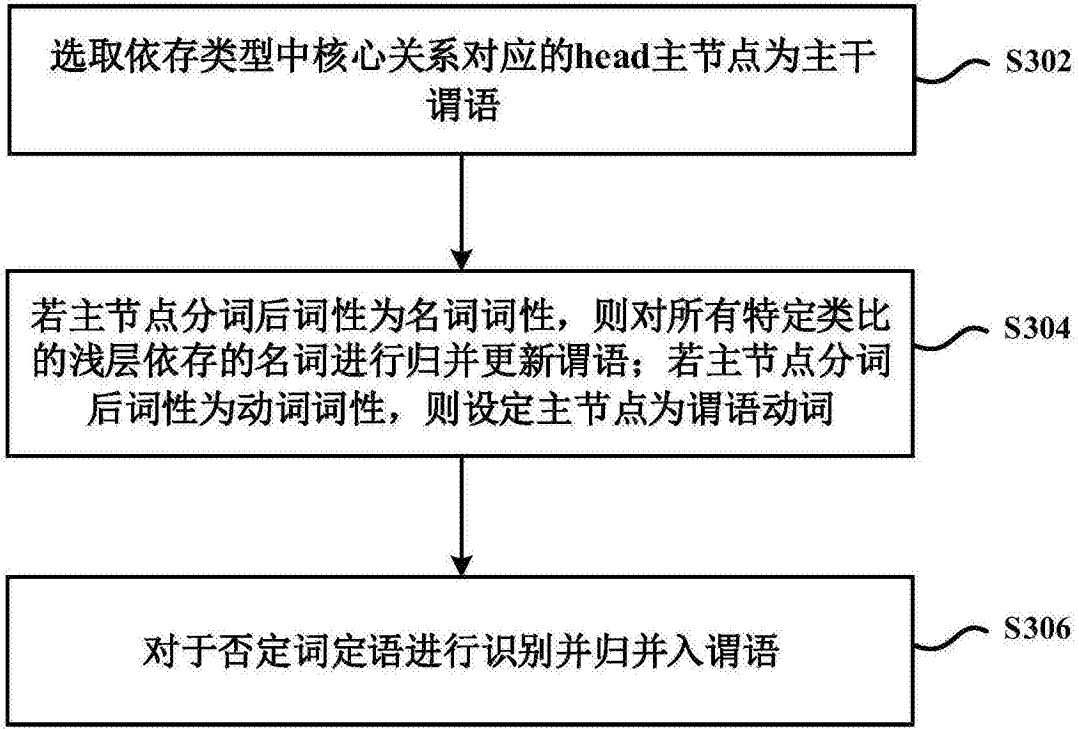 选取依存类型中核心关系对应的head主节点为主干
谓语
S302
若主节点分词后词性为名词词性，则对所有特定类比
的浅层依存的名词进行归并更新谓语；若主节点分词
后词性为动词词性，则设定主节点为谓语动词
S304
对于否定词定语进行识别并归并入谓语
S306